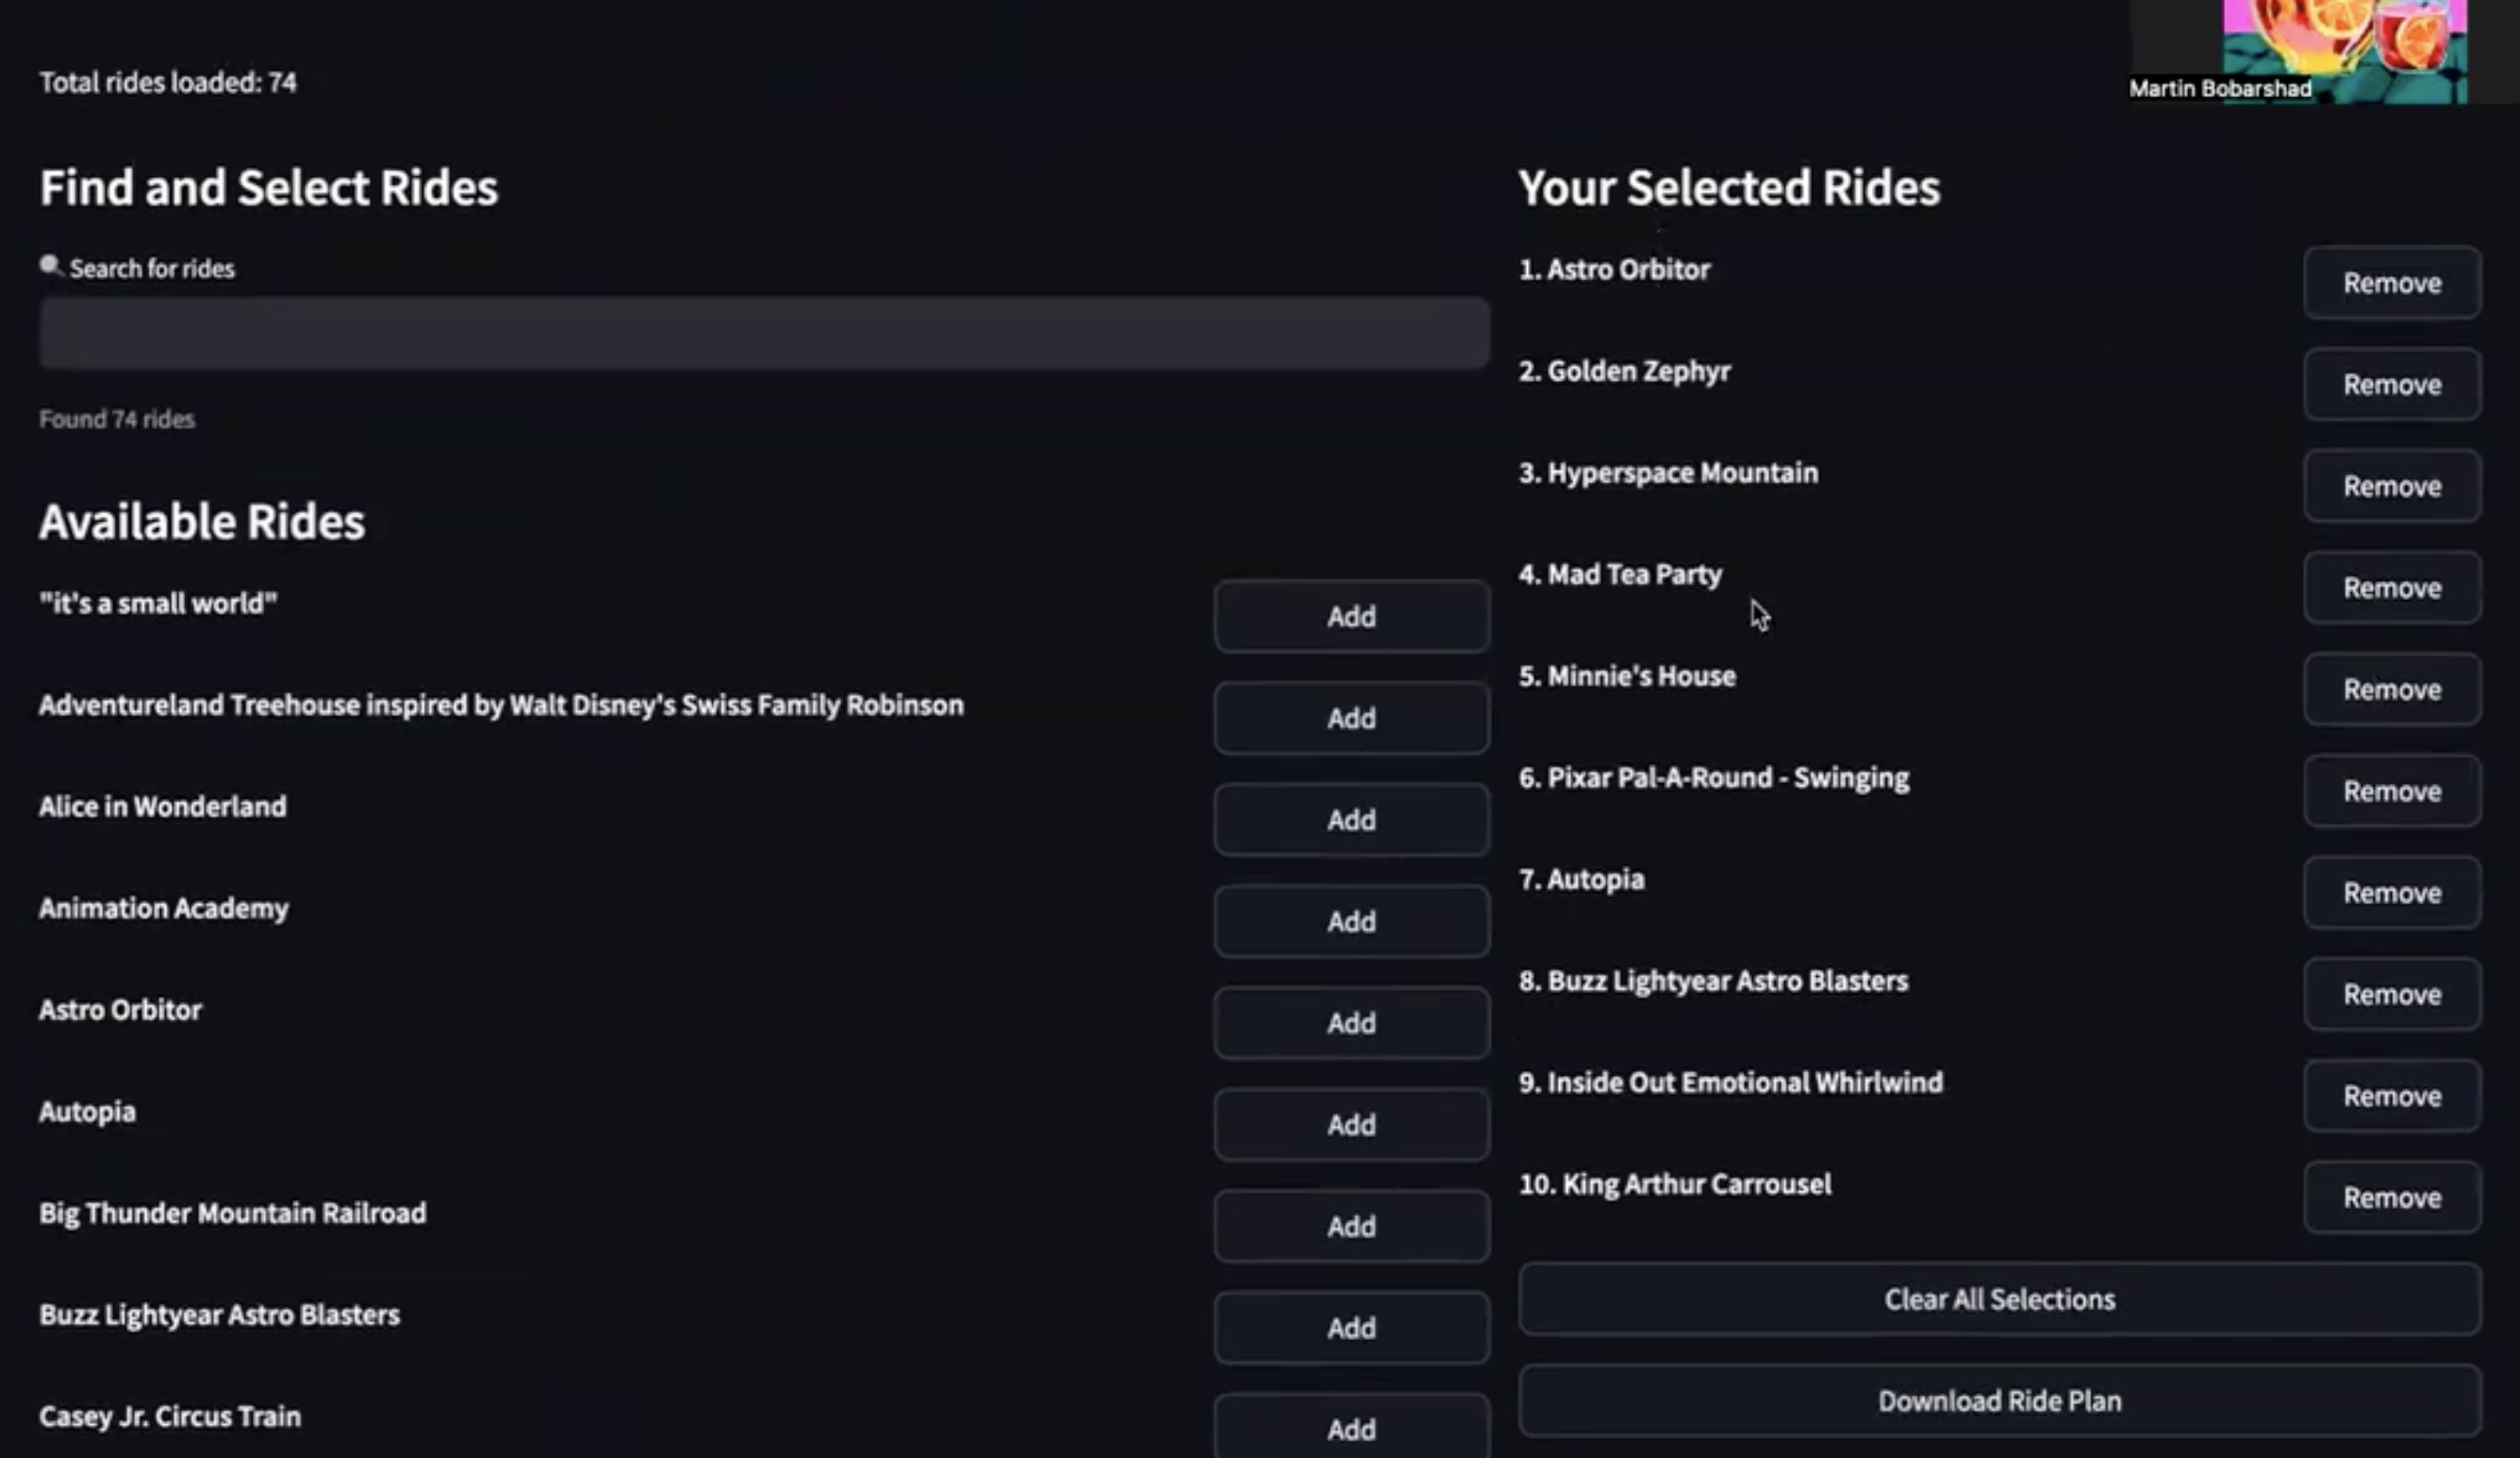 Total rides loaded: 74
Martin Bobarshad
Find and Select Rides
Search for rides
Found 74 rides
Available Rides
"it's a small world"
Add
Adventureland Treehouse inspired by Walt Disney's Swiss Family Robinson
Add
Alice in Wonderland
Add
Animation Academy
Add
Astro Orbitor
Add
Autopia
Add
Big Thunder Mountain Railroad
Add
Buzz Lightyear Astro Blasters
Add
Casey Jr. Circus Train
Add
Your Selected Rides
1. Astro Orbitor
Remove
2. Golden Zephyr
Remove
3. Hyperspace Mountain
Remove
4. Mad Tea Party
Remove
5. Minnie's House
Remove
6. Pixar Pal-A-Round - Swinging
Remove
7. Autopia
Remove
8. Buzz Lightyear Astro Blasters
Remove
9. Inside Out Emotional Whirlwind
Remove
10. King Arthur Carrousel
Remove
Clear All Selections
Download Ride Plan